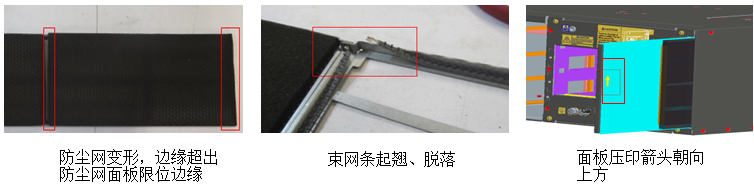 防尘网变形，边缘超出
防尘网面板限位边缘
束网条起翘、脱落
面板压印箭头朝向
上方